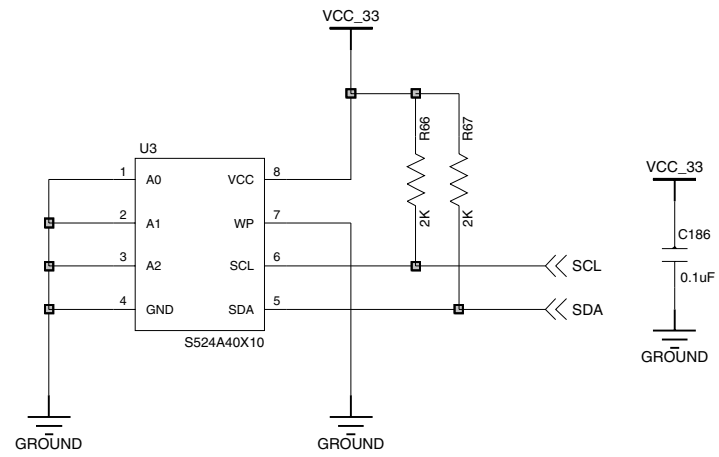 VCC_33
R66
R67
2K
2K
U3
1 A0 VCC 8
2 A1 WP 7
3 A2 SCL 6
4 GND SDA 5
S524A40X10
SCL
SDA
GROUND
GROUND
VCC_33
C186
0.1uF
GROUND